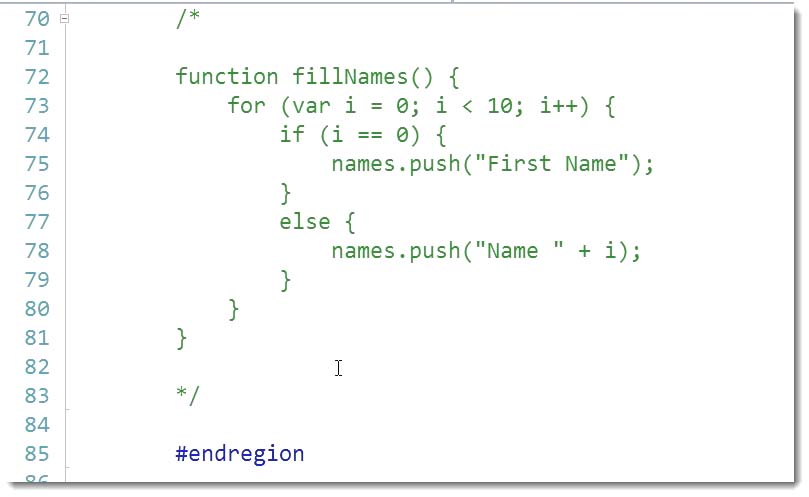 70 /*
71
72 function fillNames() {
73 for (var i = 0; i < 10; i++) {
74 if (i == 0) {
75 names.push("First Name");
76 }
77 else {
78 names.push("Name " + i);
79 }
80 }
81 }
82
83 */
84
85 #endregion
86